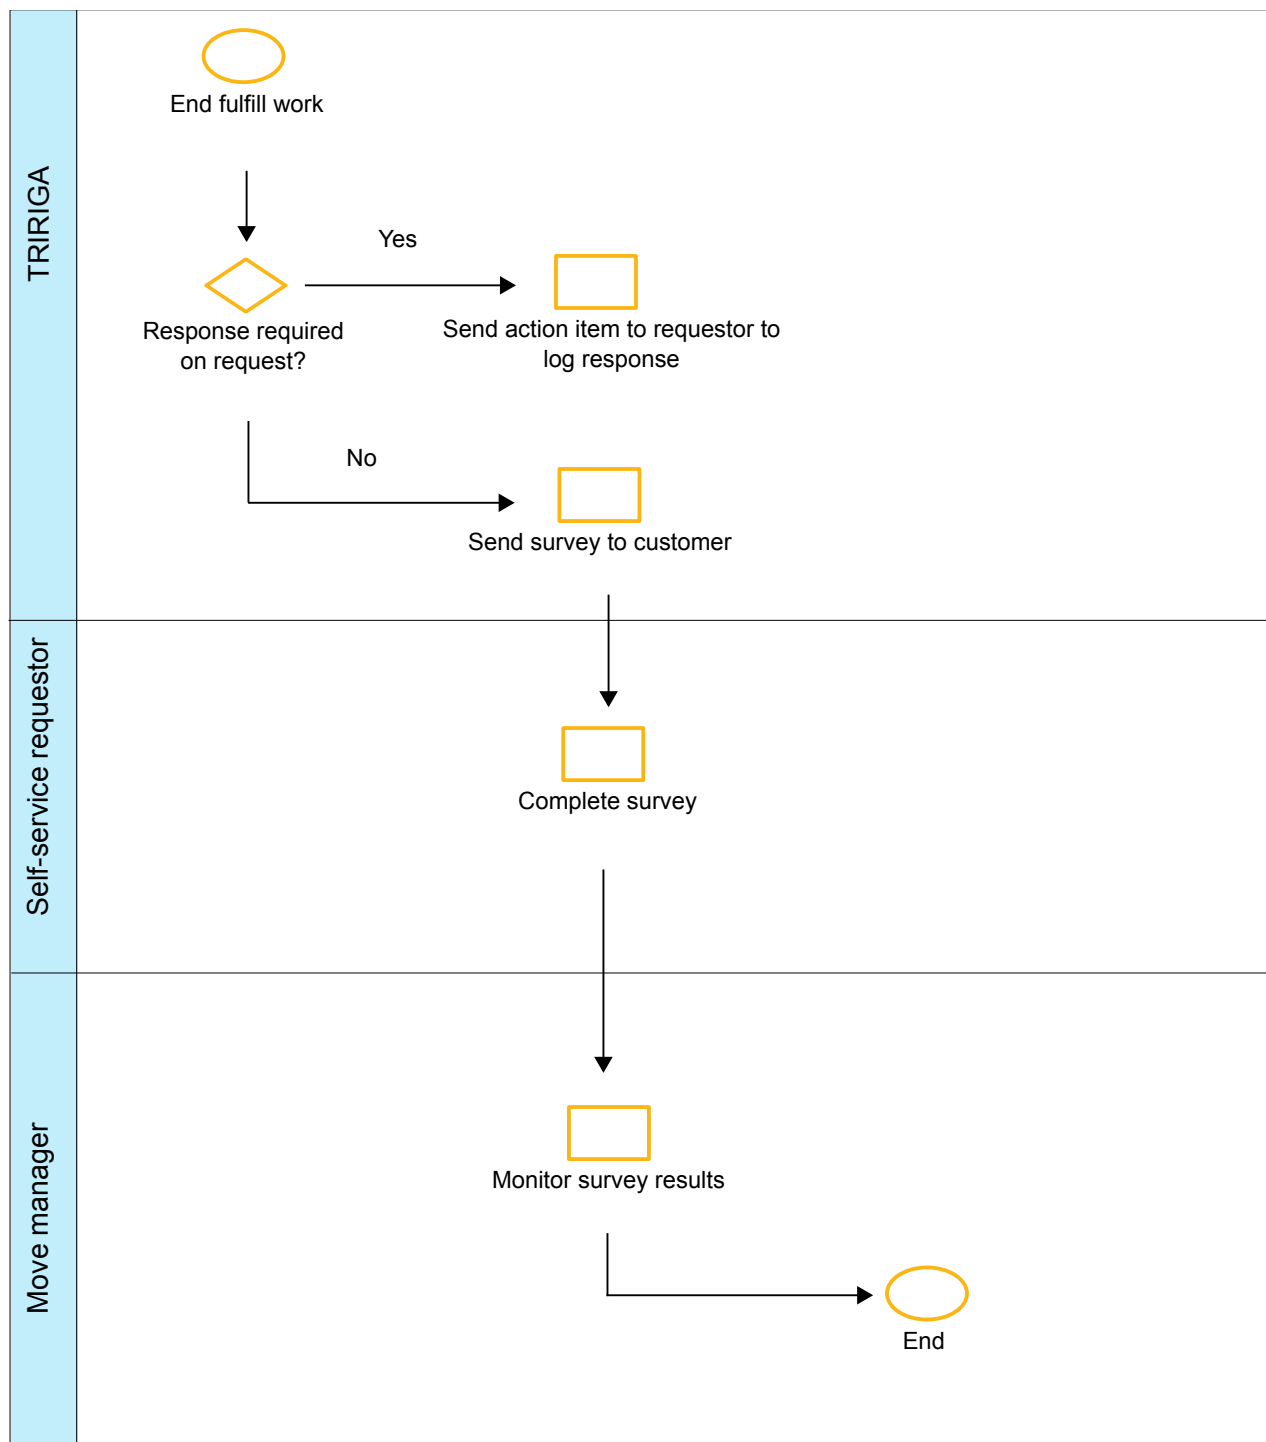 TRIRIGA
End fulfill work
Yes
Response required
on request?
Send action item to requestor to
log response
No
Send survey to customer
Self-service requestor
Complete survey
Move manager
Monitor survey results
End